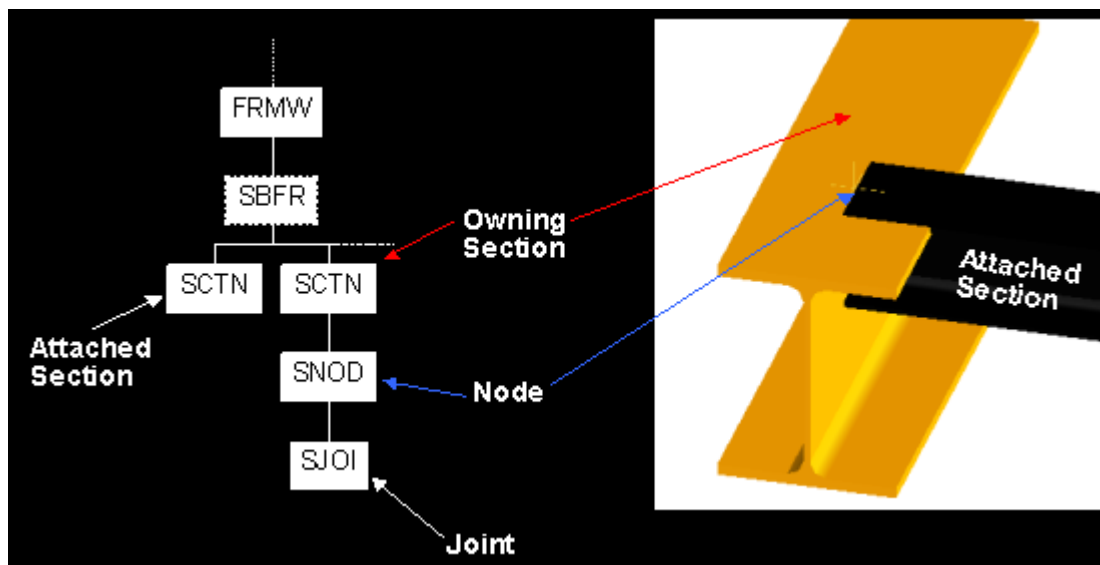 FRMW
SBFR
SCTN
SCTN
Owning
Section
Attached
Section
Attached
Section
SNOD
Node
SJOI
Joint